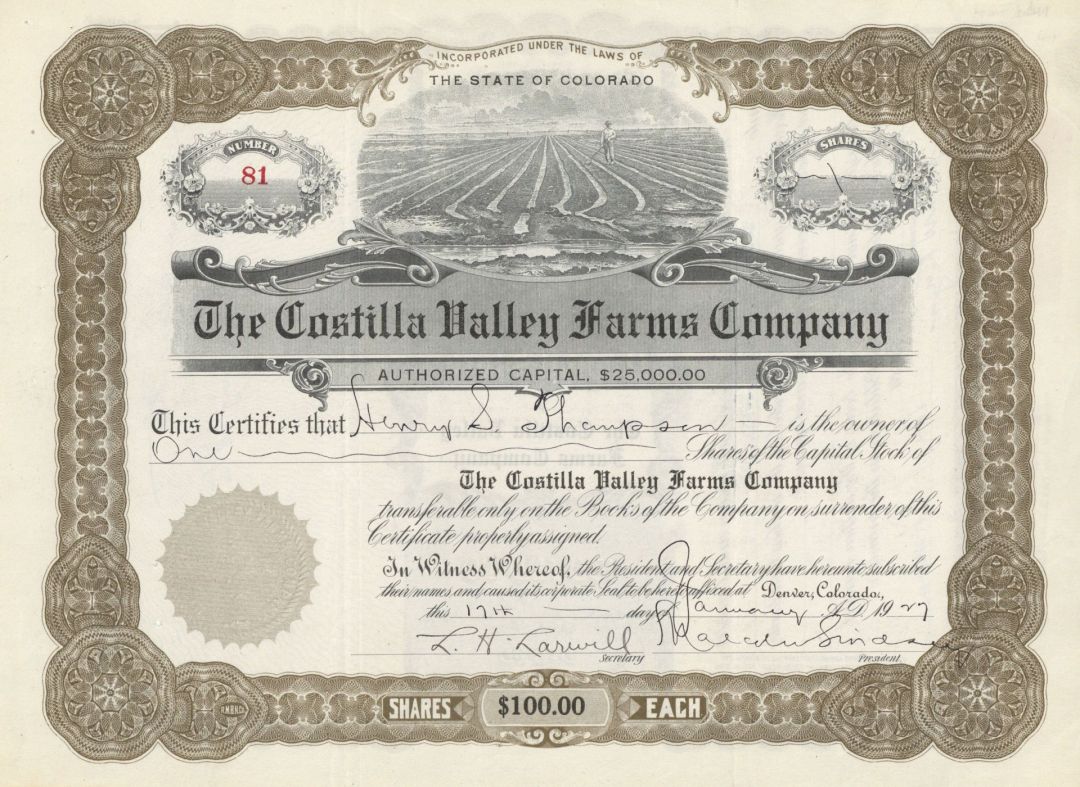 INCORPORATED UNDER THE LAWS OF
THE STATE OF COLORADO
NUMBER
81
SHARES
1
The Costilla Valley Farms Company
AUTHORIZED CAPITAL, $25,000.00
This Certifies that Henry S. Thompson is the owner of
One Shares of the Capital Stock of
The Costilla Valley Farms Company
transferable only on the Books of the Company on surrender of this
Certificate properly assigned.
In Witness Whereof, the President and Secretary have hereunto subscribed
their names and caused its corporate Seal to be hereto affixed at Denver, Colorado,
this 17th day of January A.D. 1927
L. H. Larwill
Secretary President
SHARES $100.00 EACH